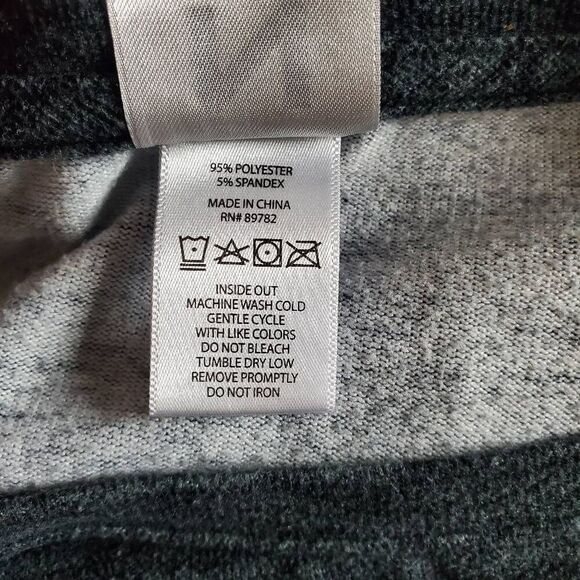 95% POLYESTER
5% SPANDEX
MADE IN CHINA
RN# 89782
INSIDE OUT
MACHINE WASH COLD
GENTLE CYCLE
WITH LIKE COLORS
DO NOT BLEACH
TUMBLE DRY LOW
REMOVE PROMPTLY
DO NOT IRON